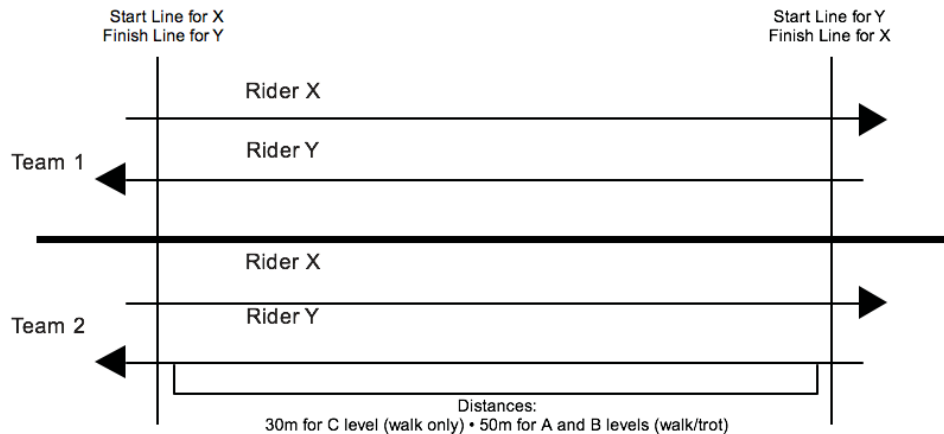 Start Line for X
Finish Line for Y
Start Line for Y
Finish Line for X
Rider X
Rider Y
Team 1
Rider X
Rider Y
Team 2
Distances:
30m for C level (walk only) • 50m for A and B levels (walk/trot)